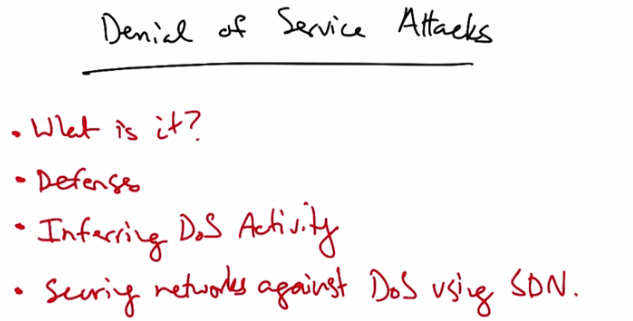 Denial of Service Attacks
• What is it?
• Defenses
• Inferring DoS Activity
• Securing networks against DoS using SDN.